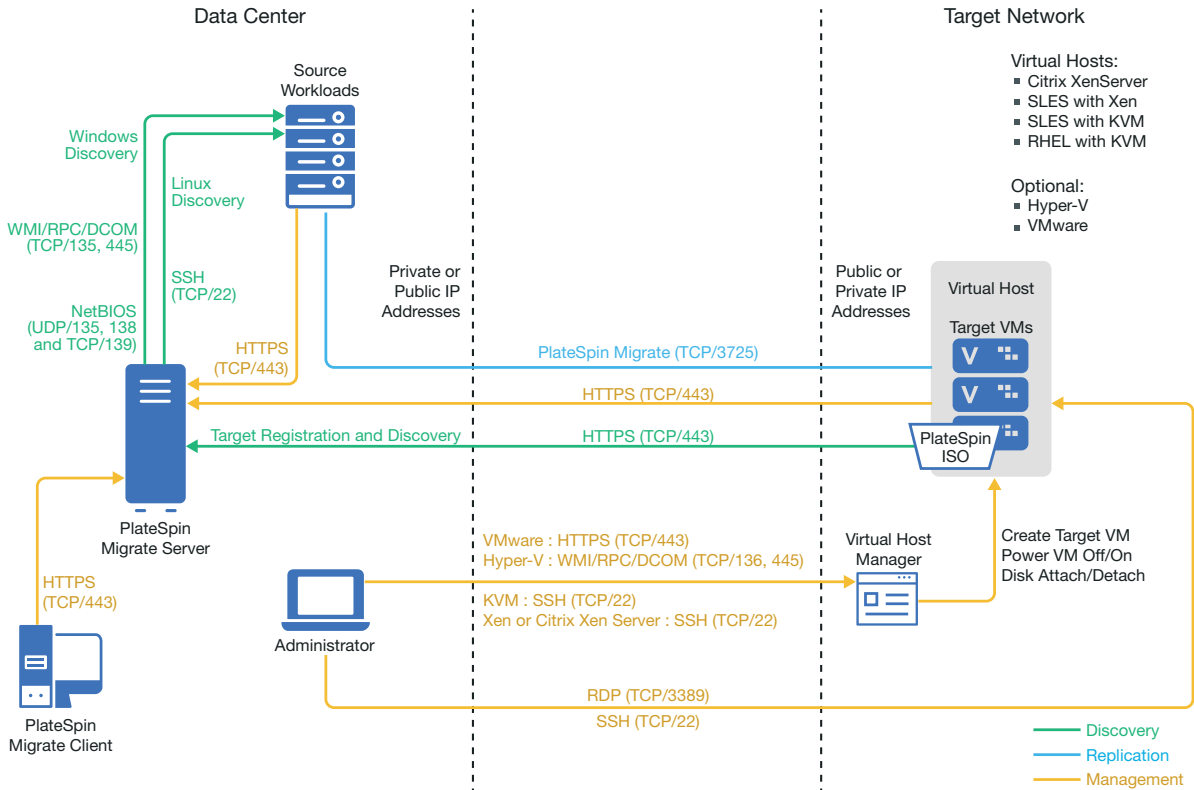 Data Center
Target Network
Source
Workloads
Virtual Hosts:
Citrix XenServer
SLES with Xen
SLES with KVM
RHEL with KVM
Optional:
Hyper-V
VMware
Windows
Discovery
Linux
Discovery
WMI/RPC/DCOM
(TCP/135, 445)
SSH
(TCP/22)
NetBIOS
(UDP/135, 138
and TCP/139)
Private or
Public IP
Addresses
Public or
Private IP
Addresses
Virtual Host
Target VMs
V
V
HTTPS
(TCP/443)
PlateSpin Migrate (TCP/3725)
HTTPS (TCP/443)
Target Registration and Discovery
HTTPS (TCP/443)
PlateSpin
ISO
PlateSpin
Migrate Server
VMware : HTTPS (TCP/443)
Hyper-V : WMI/RPC/DCOM (TCP/136, 445)
KVM : SSH (TCP/22)
Xen or Citrix Xen Server : SSH (TCP/22)
Virtual Host
Manager
Create Target VM
Power VM Off/On
Disk Attach/Detach
HTTPS
(TCP/443)
Administrator
PlateSpin
Migrate Client
RDP (TCP/3389)
SSH (TCP/22)
Discovery
Replication
Management